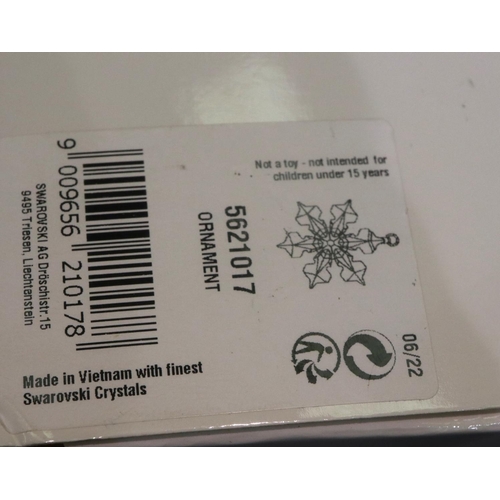 Not a toy - not intended for
children under 15 years
9 009656 210178
SWAROVSKI AG Dröschistr.15
9495 Triesen, Liechtenstein
5621017
ORNAMENT
06/22
Made in Vietnam with finest
Swarovski Crystals